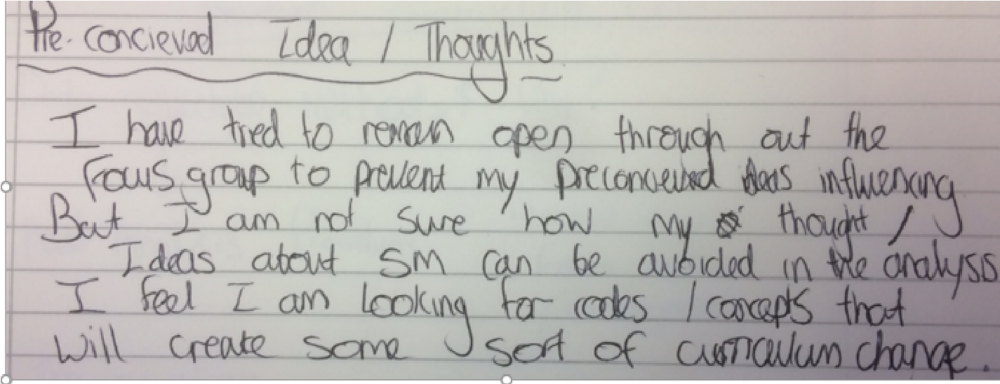 Pre-concieved Idea / Thoughts
I have tried to remain open through out the
Focus group to prevent my preconceived ideas influencing
But I am not sure how my thought /
Ideas about SM can be avoided in the analysis
I feel I am looking for codes / concepts that
will create some sort of curriculum change.